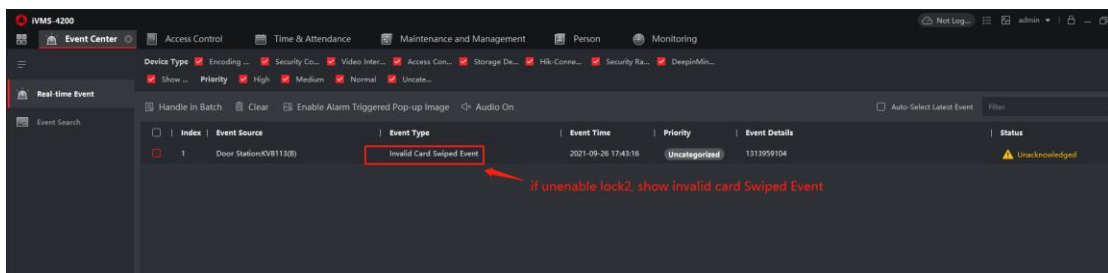 iVMS-4200
Not Log...
admin
Event Center
Access Control
Time & Attendance
Maintenance and Management
Person
Monitoring
Device Type Encoding ... Security Co... Video Inter... Access Con... Storage De... Hik-Conne... Security Ra... DeepinMin...
Show ... Priority High Medium Normal Uncate...
Real-time Event
Event Search
Handle in Batch Clear Enable Alarm Triggered Pop-up Image Audio On Auto-Select Latest Event Filter
Index Event Source Event Type Event Time Priority Event Details Status
1 Door Station:KV8113(B) Invalid Card Swiped Event 2021-09-26 17:43:16 Uncategorized 1313959104 Unacknowledged
if unenable lock2, show invalid card Swiped Event